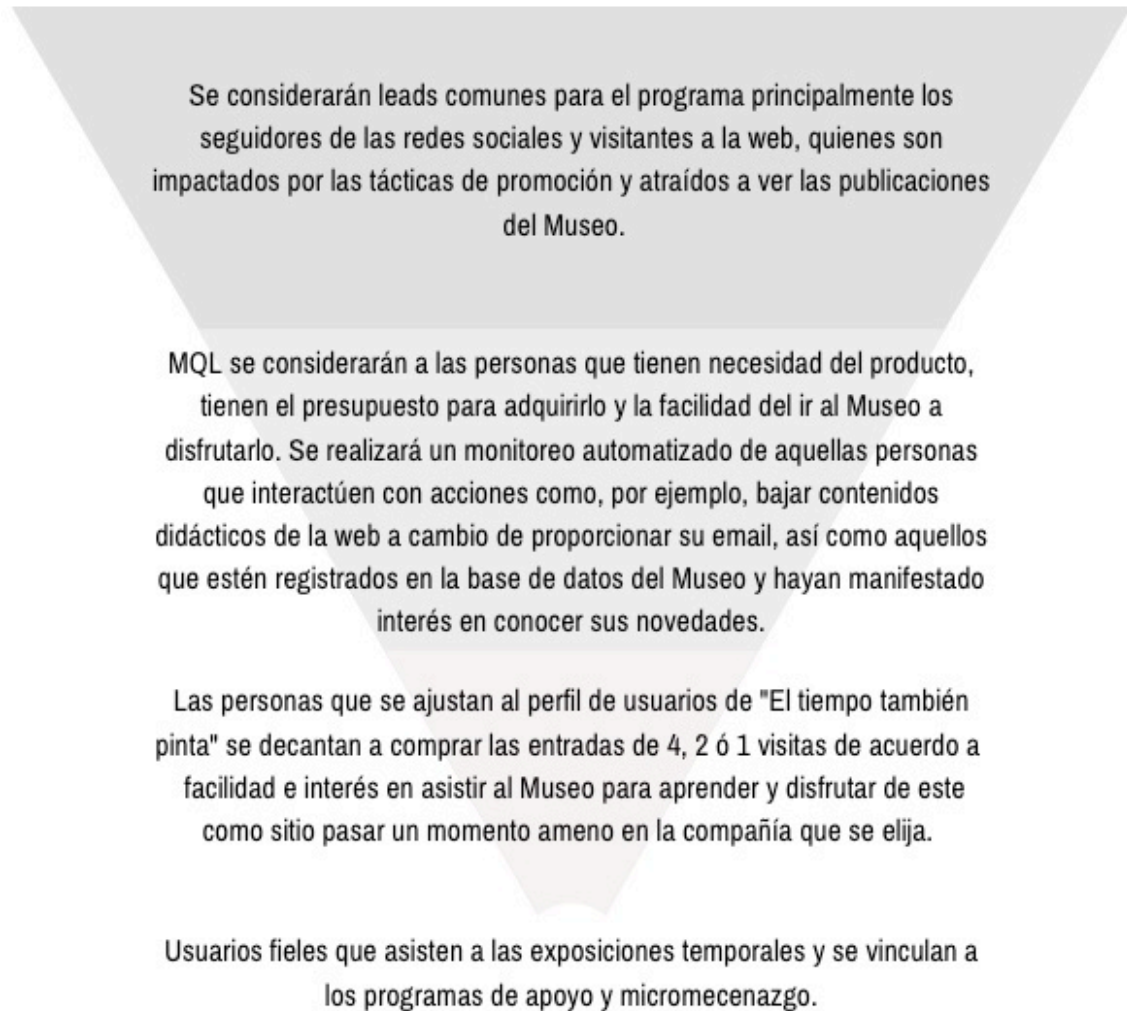 Se considerarán leads comunes para el programa principalmente los
seguidores de las redes sociales y visitantes a la web, quienes son
impactados por las tácticas de promoción y atraídos a ver las publicaciones
del Museo.
MQL se considerarán a las personas que tienen necesidad del producto,
tienen el presupuesto para adquirirlo y la facilidad del ir al Museo a
disfrutarlo. Se realizará un monitoreo automatizado de aquellas personas
que interactúen con acciones como, por ejemplo, bajar contenidos
didácticos de la web a cambio de proporcionar su email, así como aquellos
que estén registrados en la base de datos del Museo y hayan manifestado
interés en conocer sus novedades.
Las personas que se ajustan al perfil de usuarios de "El tiempo también
pinta" se decantan a comprar las entradas de 4, 2 ó 1 visitas de acuerdo a
facilidad e interés en asistir al Museo para aprender y disfrutar de este
como sitio pasar un momento ameno en la compañía que se elija.
Usuarios fieles que asisten a las exposiciones temporales y se vinculan a
los programas de apoyo y micromecenazgo.